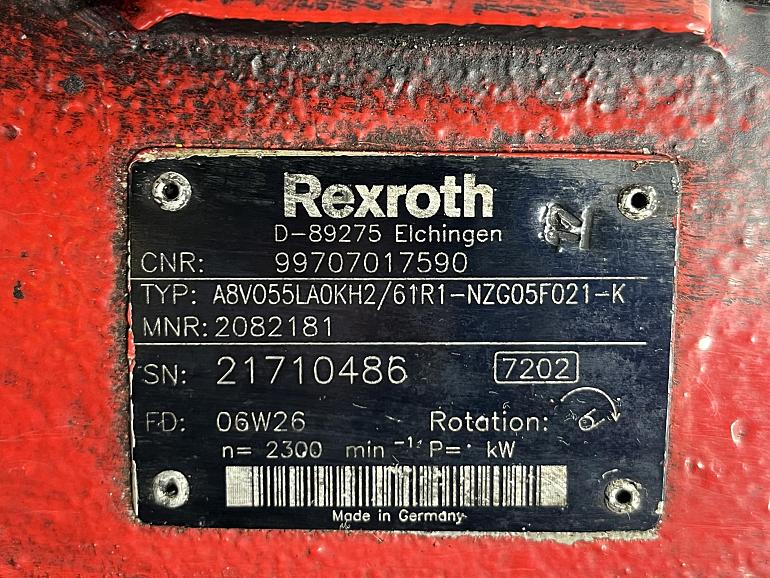 Rexroth
D-89275 Elchingen
CNR: 99707017590
TYP: A8VO55LA0KH2/61R1-NZG05F021-K
MNR: 2082181
SN: 21710486 7202
FD: 06W26 Rotation:
n= 2300 min⁻¹ P= kW
Made in Germany